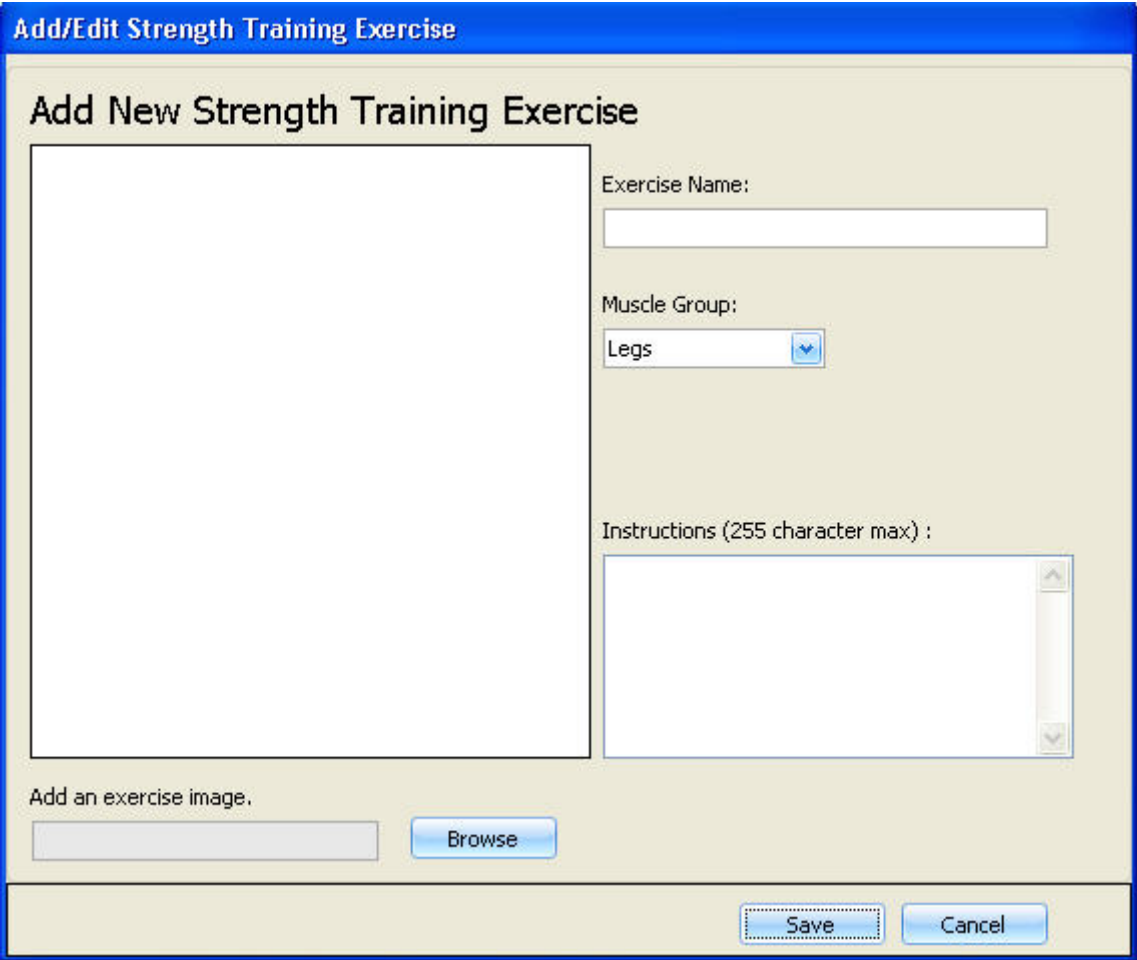 Add/Edit Strength Training Exercise
Add New Strength Training Exercise
Exercise Name:
Muscle Group:
Legs
Instructions (255 character max) :
Add an exercise image.
Browse
Save
Cancel